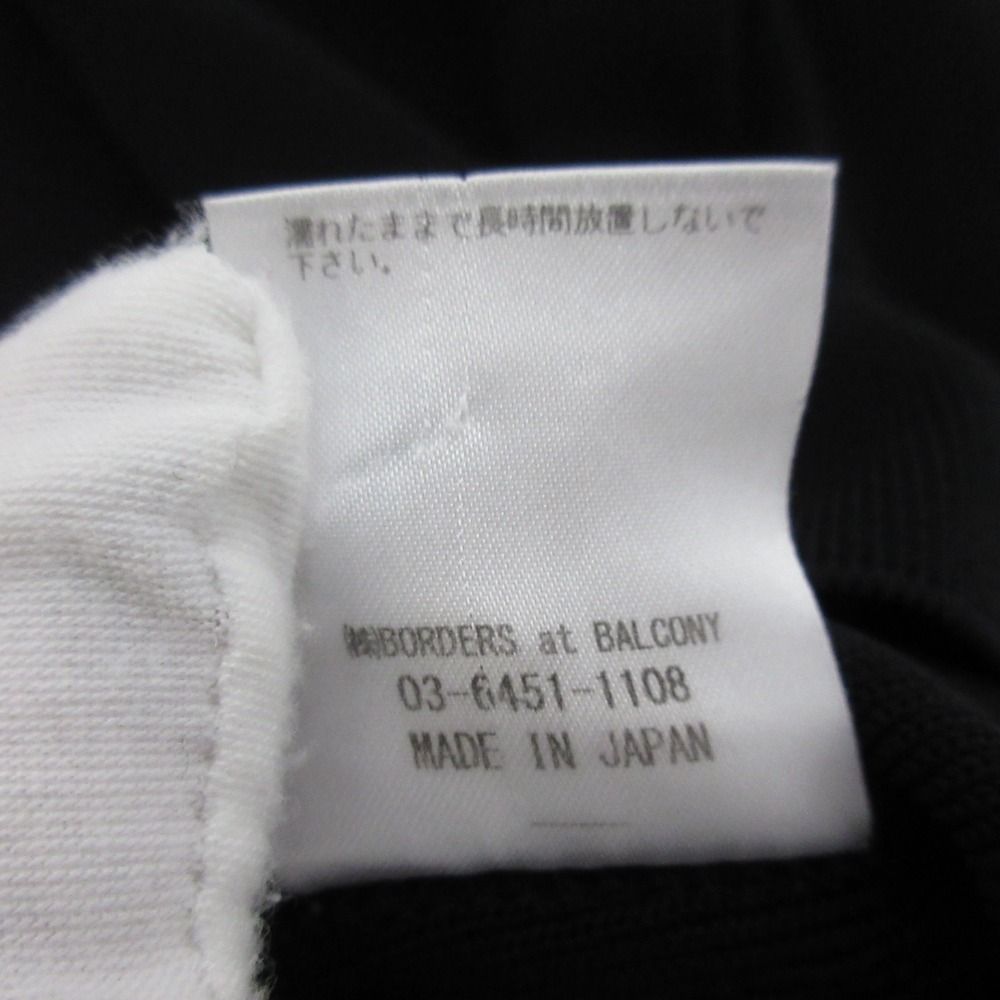 濡れたままで長時間放置しないで
下さい。
㈱BORDERS at BALCONY
03-6451-1108
MADE IN JAPAN